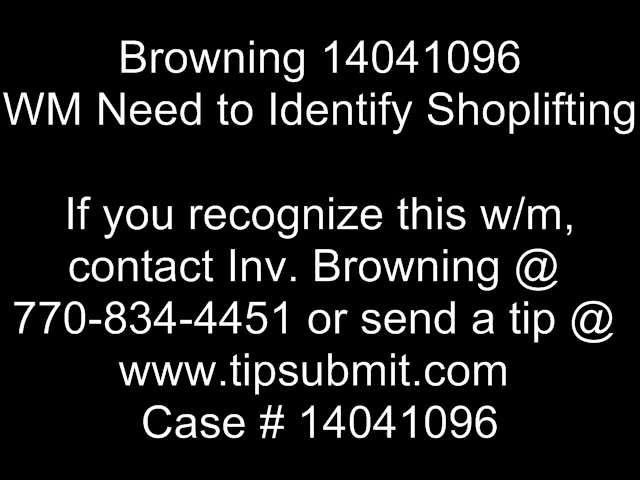 Browning 14041096
WM Need to Identify Shoplifting
If you recognize this w/m,
contact Inv. Browning @
770-834-4451 or send a tip @
www.tipsubmit.com
Case # 14041096